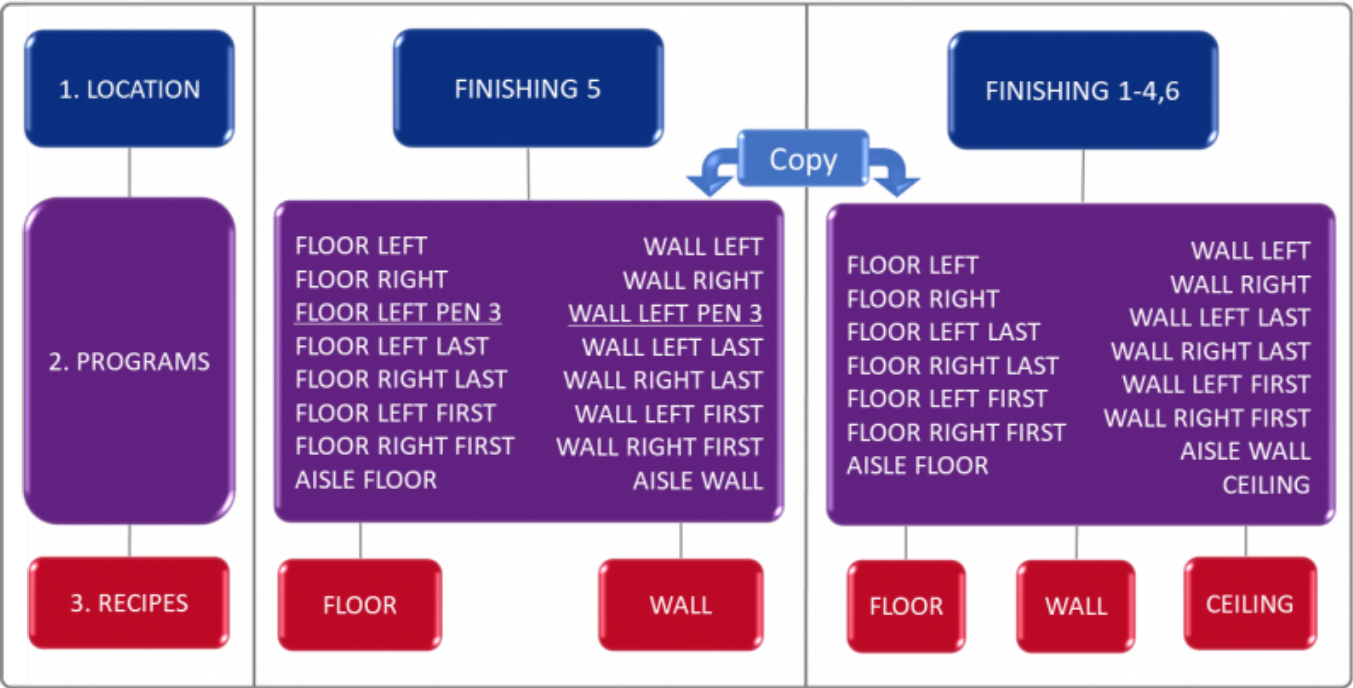 1. LOCATION
FINISHING 5
FINISHING 1-4,6
Copy
2. PROGRAMS
FLOOR LEFT
FLOOR RIGHT
FLOOR LEFT PEN 3
FLOOR LEFT LAST
FLOOR RIGHT LAST
FLOOR LEFT FIRST
FLOOR RIGHT FIRST
AISLE FLOOR
WALL LEFT
WALL RIGHT
WALL LEFT PEN 3
WALL LEFT LAST
WALL RIGHT LAST
WALL LEFT FIRST
WALL RIGHT FIRST
AISLE WALL
FLOOR LEFT
FLOOR RIGHT
FLOOR LEFT LAST
FLOOR RIGHT LAST
FLOOR LEFT FIRST
FLOOR RIGHT FIRST
AISLE FLOOR
WALL LEFT
WALL RIGHT
WALL LEFT LAST
WALL RIGHT LAST
WALL LEFT FIRST
WALL RIGHT FIRST
AISLE WALL
CEILING
3. RECIPES
FLOOR
WALL
FLOOR
WALL
CEILING